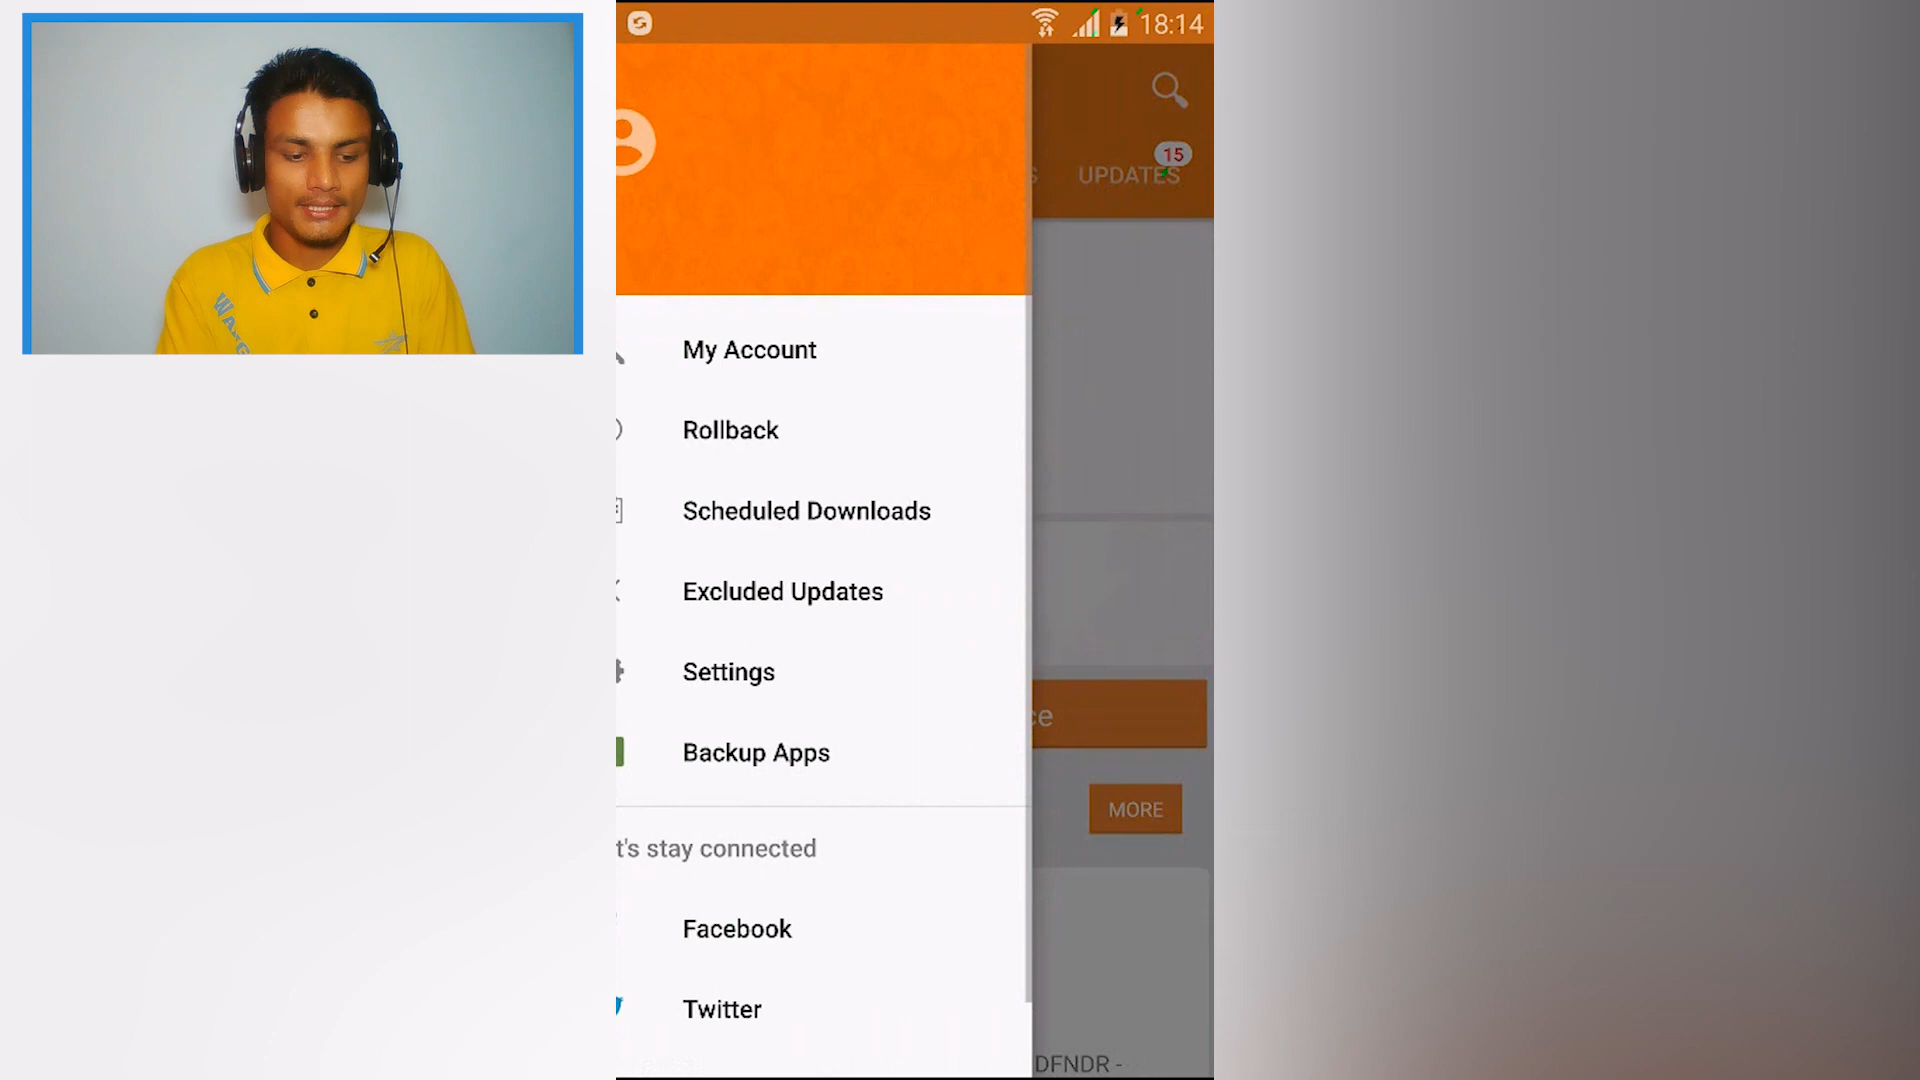 18:14
15
S UPDATES
My Account
Rollback
Scheduled Downloads
Excluded Updates
Settings
ce
Backup Apps
MORE
t's stay connected
Facebook
Twitter
DFNDR -